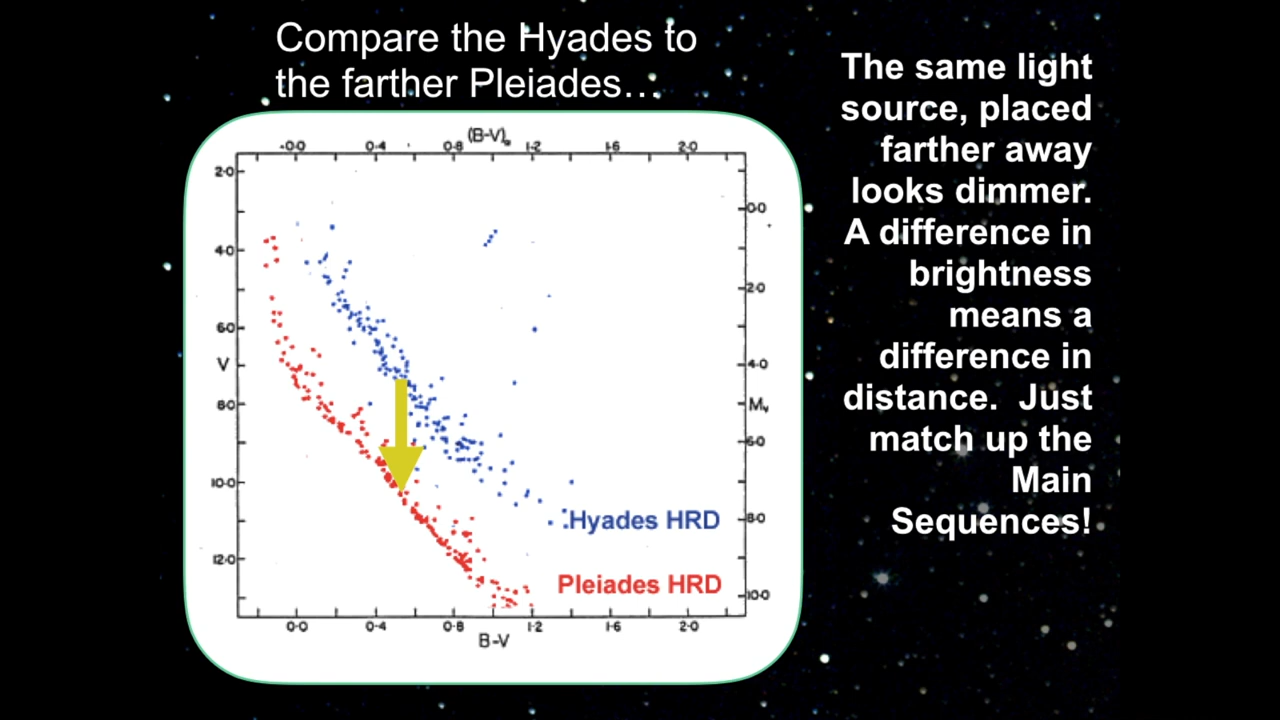 Compare the Hyades to
the farther Pleiades…
The same light
source, placed
farther away
looks dimmer.
A difference in
brightness
means a
difference in
distance.  Just
match up the
Main
Sequences!
(B-V)₀
-0·0 0·4 0·8 1·2 1·6 2·0
2·0
4·0
6·0
V
8·0
10·0
12·0
0·0
2·0
4·0
Mᵥ
6·0
8·0
10·0
Hyades HRD
Pleiades HRD
0·0 0·4 0·8 1·2 1·6 2·0
B-V